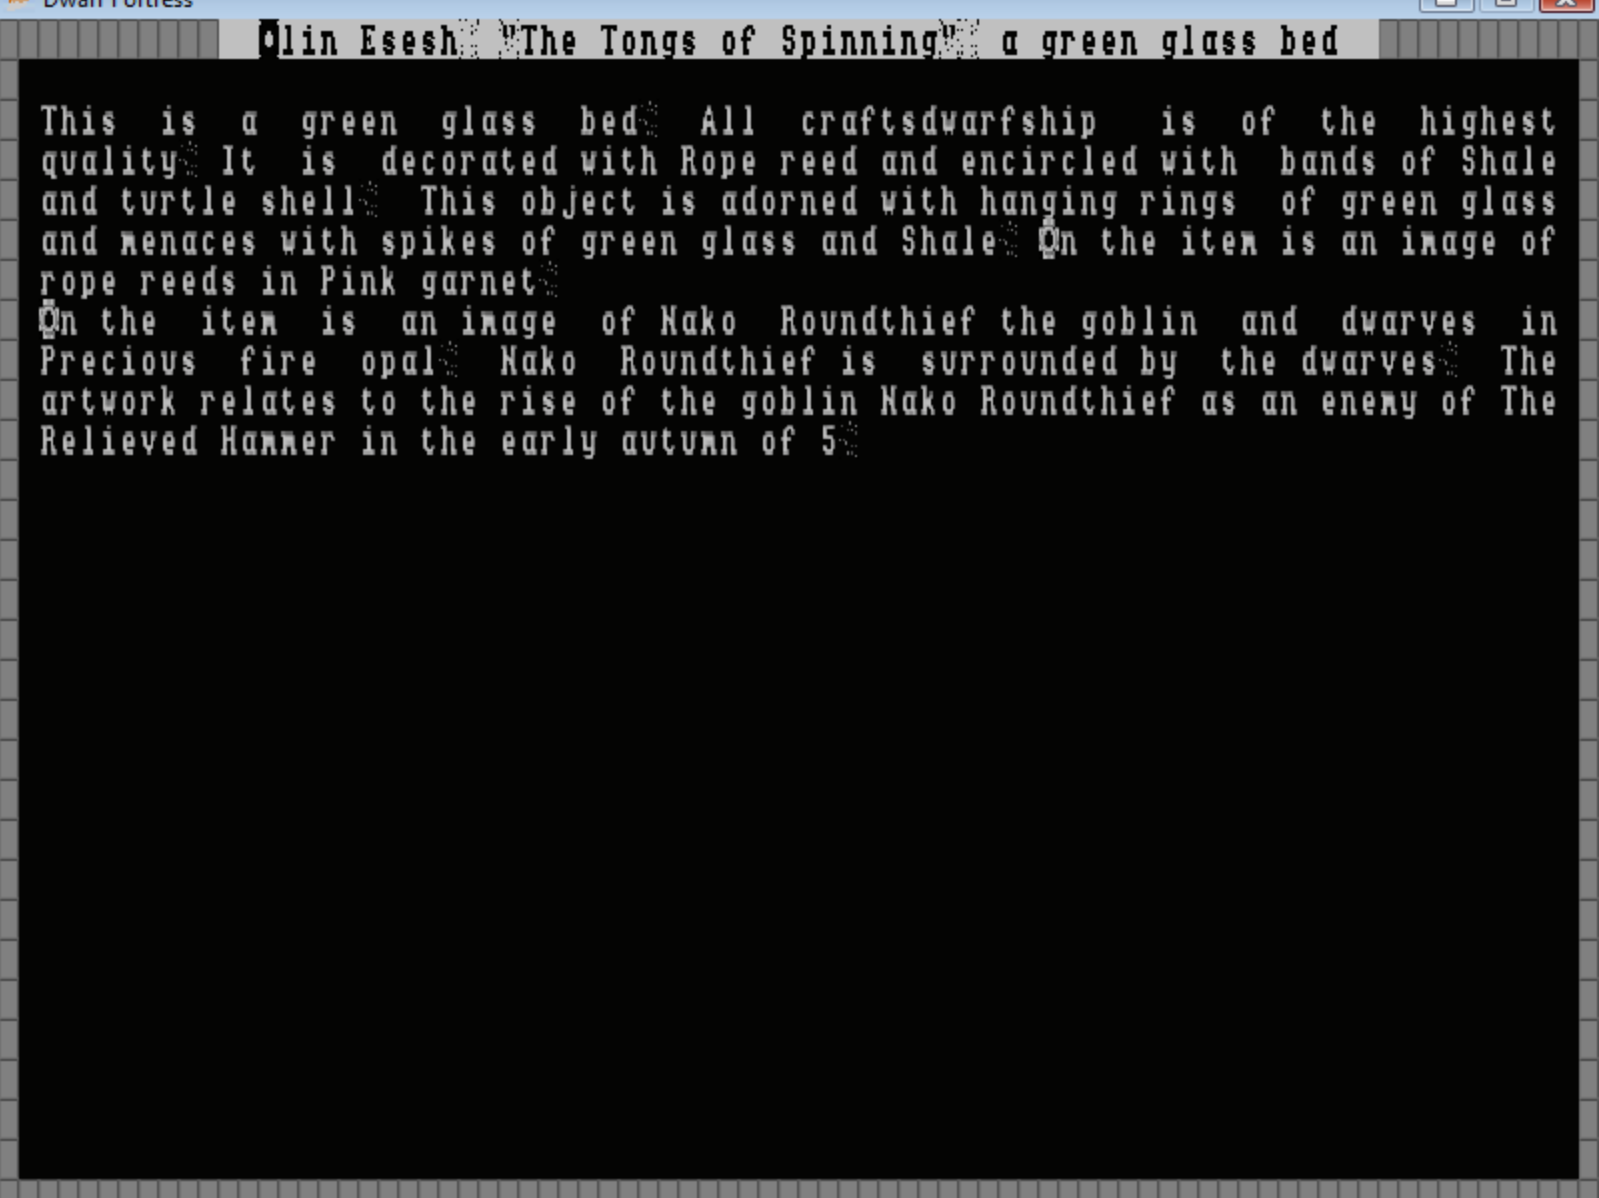 Dwarf Fortress
Olin Esesh, "The Tongs of Spinning", a green glass bed
This is a green glass bed. All craftsdwarfship is of the highest
quality. It is decorated with Rope reed and encircled with bands of Shale
and turtle shell. This object is adorned with hanging rings of green glass
and menaces with spikes of green glass and Shale. On the item is an image of
rope reeds in Pink garnet.
On the item is an image of Nako Roundthief the goblin and dwarves in
Precious fire opal. Nako Roundthief is surrounded by the dwarves. The
artwork relates to the rise of the goblin Nako Roundthief as an enemy of The
Relieved Hammer in the early autumn of 5.